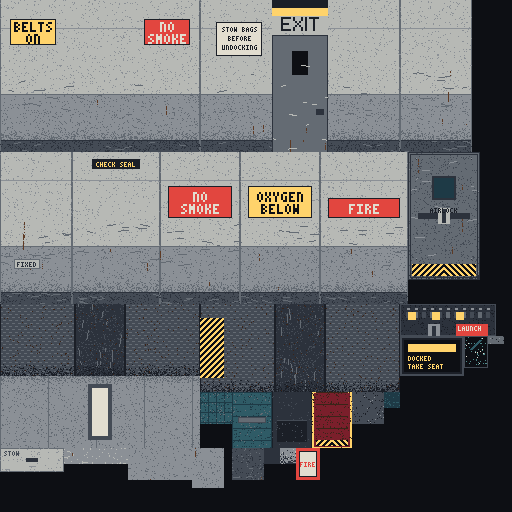 BELTS
ON
NO
SMOKE
STOW BAGS
BEFORE
UNDOCKING
EXIT
CHECK SEAL
NO
SMOKE
OXYGEN
BELOW
FIRE
AIRLOCK
FIXED
LAUNCH
DOCKED
TAKE SEAT
STOW
FIRE